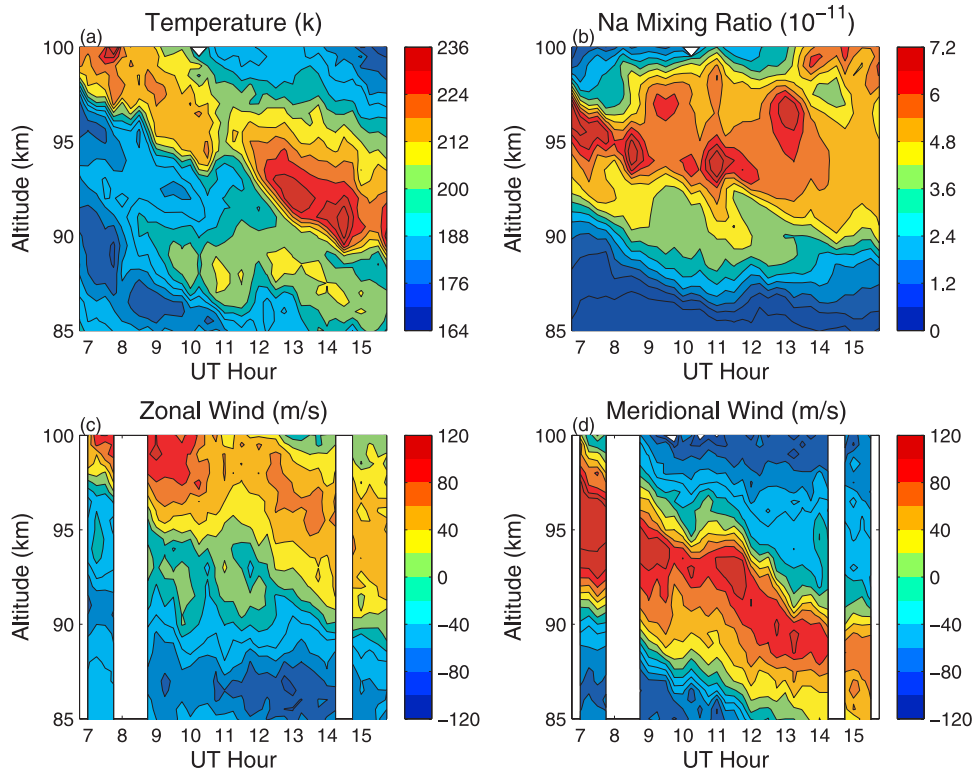 Temperature (k)
(a)
100
95
90
85
Altitude (km)
7 8 9 10 11 12 13 14 15
UT Hour
236
224
212
200
188
176
164
Na Mixing Ratio (10⁻¹¹)
(b)
100
95
90
85
Altitude (km)
7 8 9 10 11 12 13 14 15
UT Hour
7.2
6
4.8
3.6
2.4
1.2
0
Zonal Wind (m/s)
(c)
100
95
90
85
Altitude (km)
7 8 9 10 11 12 13 14 15
UT Hour
120
80
40
0
−40
−80
−120
Meridional Wind (m/s)
(d)
100
95
90
85
Altitude (km)
7 8 9 10 11 12 13 14 15
UT Hour
120
80
40
0
−40
−80
−120